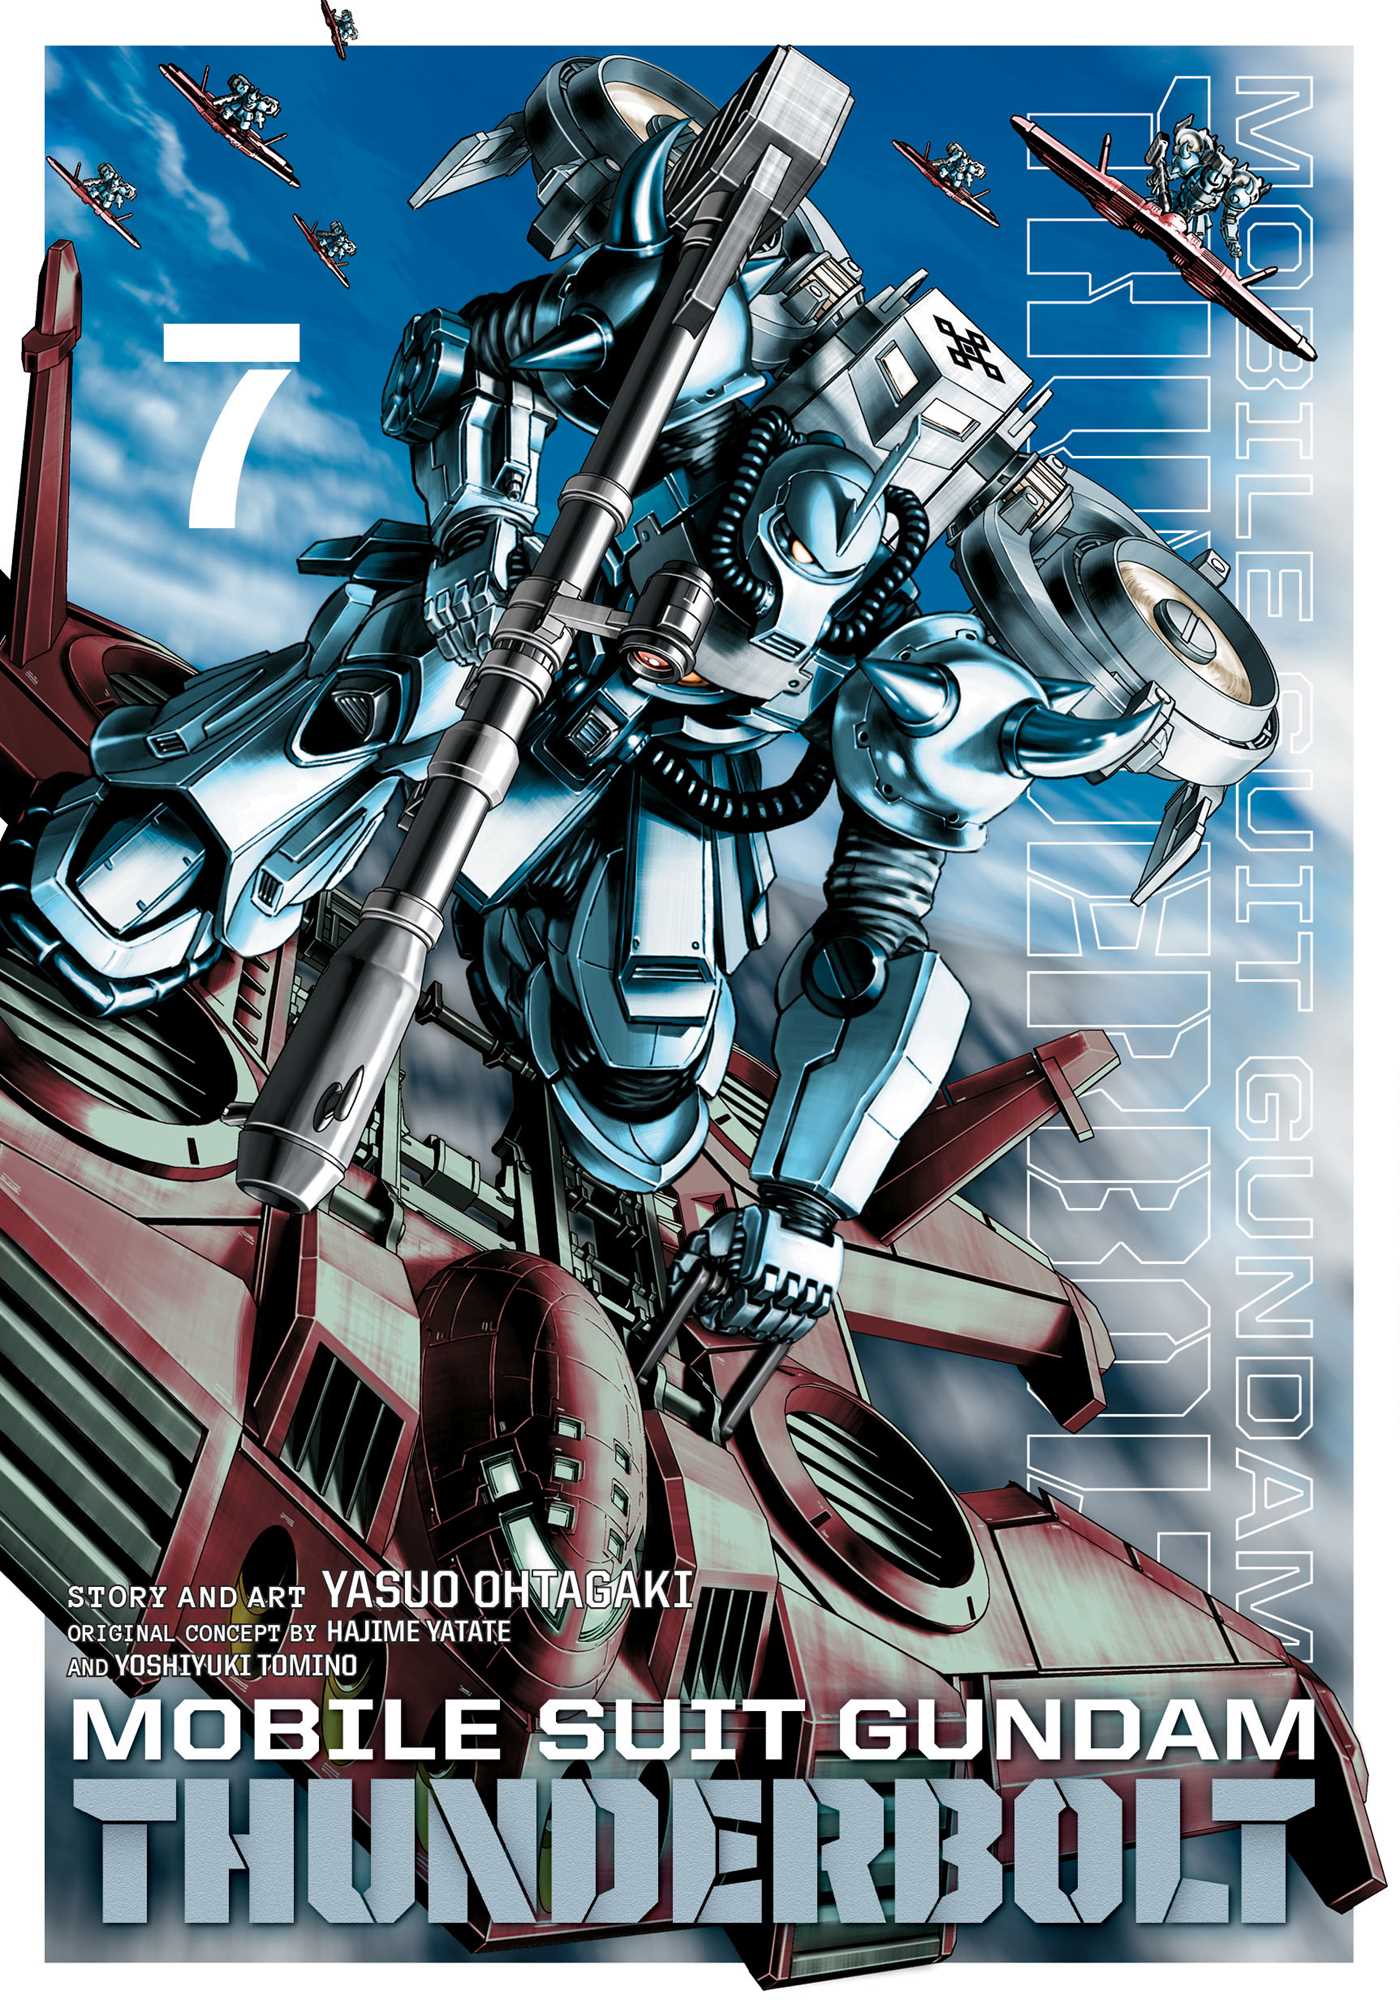 7
MOBILE SUIT GUNDAM
THUNDERBOLT
STORY AND ART YASUO OHTAGAKI
ORIGINAL CONCEPT BY HAJIME YATATE
AND YOSHIYUKI TOMINO
MOBILE SUIT GUNDAM
THUNDERBOLT